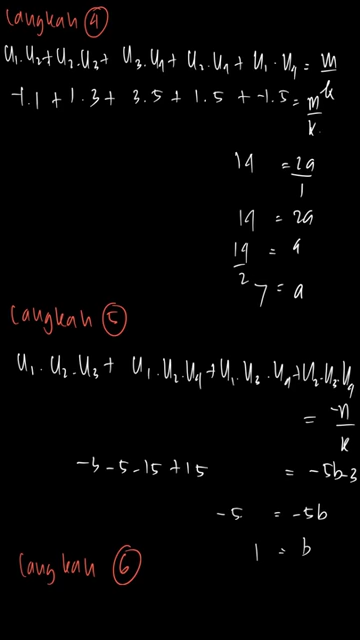 Langkah ④
U₁.U₂+U₂.U₃+ U₃.U₄+ U₂.U₄+ U₁.U₄ = m/k
-1.1 + 1.3 + 3.5 + 1.5 + -1.5 = m/k
14 = 2a/1
14 = 2a
14/2 = a
7 = a
Langkah ⑤
U₁.U₂.U₃ + U₁.U₂.U₄ + U₁.U₃.U₄ + U₂.U₃.U₄
= -n/k
-3 -5 -15 +15 = -5b-3
-5 = -5b
1 = b
Langkah ⑥